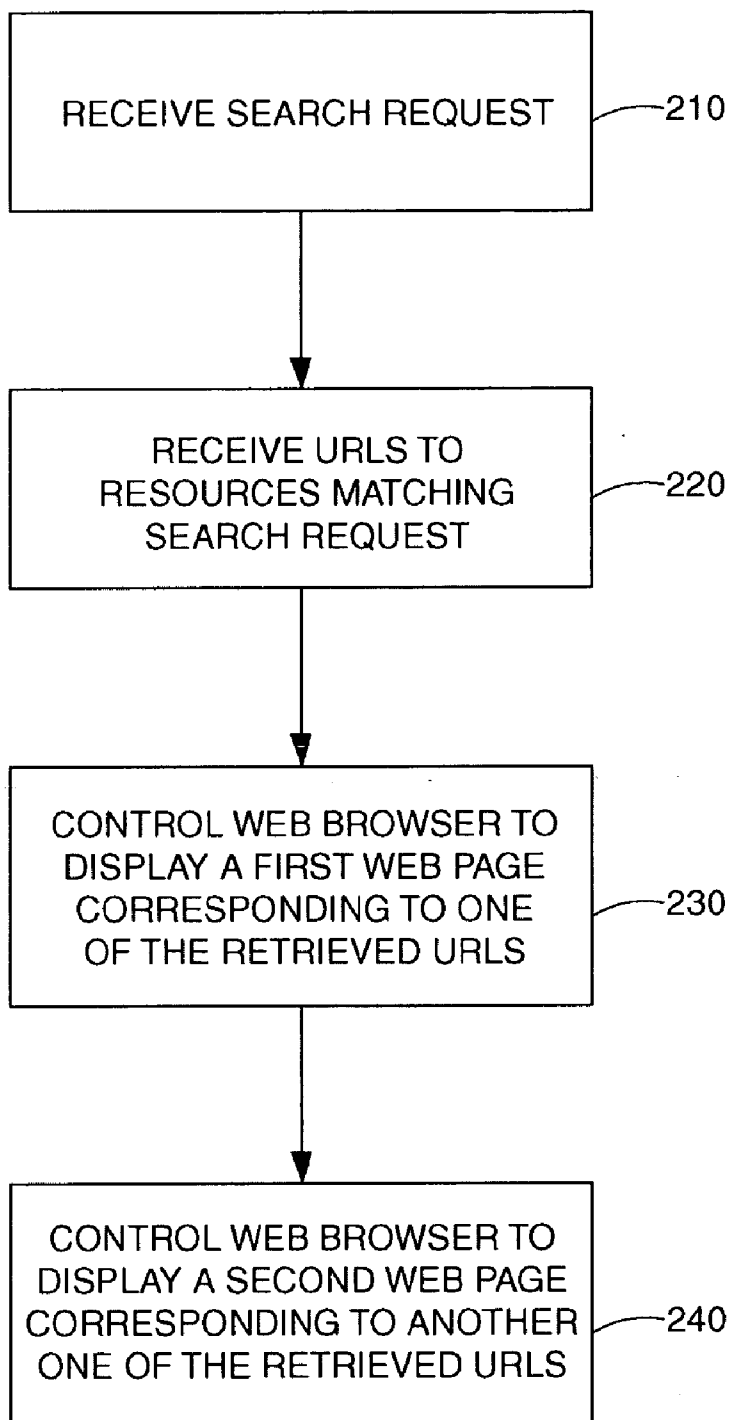 RECEIVE SEARCH REQUEST
210
RECEIVE URLS TO
RESOURCES MATCHING
SEARCH REQUEST
220
CONTROL WEB BROWSER TO
DISPLAY A FIRST WEB PAGE
CORRESPONDING TO ONE
OF THE RETRIEVED URLS
230
CONTROL WEB BROWSER TO
DISPLAY A SECOND WEB PAGE
CORRESPONDING TO ANOTHER
ONE OF THE RETRIEVED URLS
240